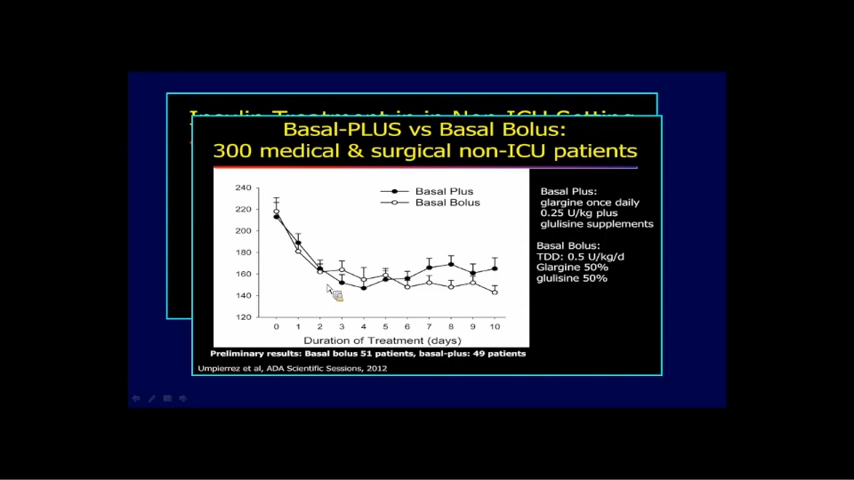 Insulin Treatment in in Non-ICU Setting
Basal-PLUS vs Basal Bolus:
300 medical & surgical non-ICU patients
240
220
200
180
160
140
120
Basal Plus
Basal Bolus
0 1 2 3 4 5 6 7 8 9 10
Duration of Treatment (days)
Basal Plus:
glargine once daily
0.25 U/kg plus
glulisine supplements
Basal Bolus:
TDD: 0.5 U/kg/d
Glargine 50%
glulisine 50%
Preliminary results: Basal bolus 51 patients, basal-plus: 49 patients
Umpierrez et al, ADA Scientific Sessions, 2012